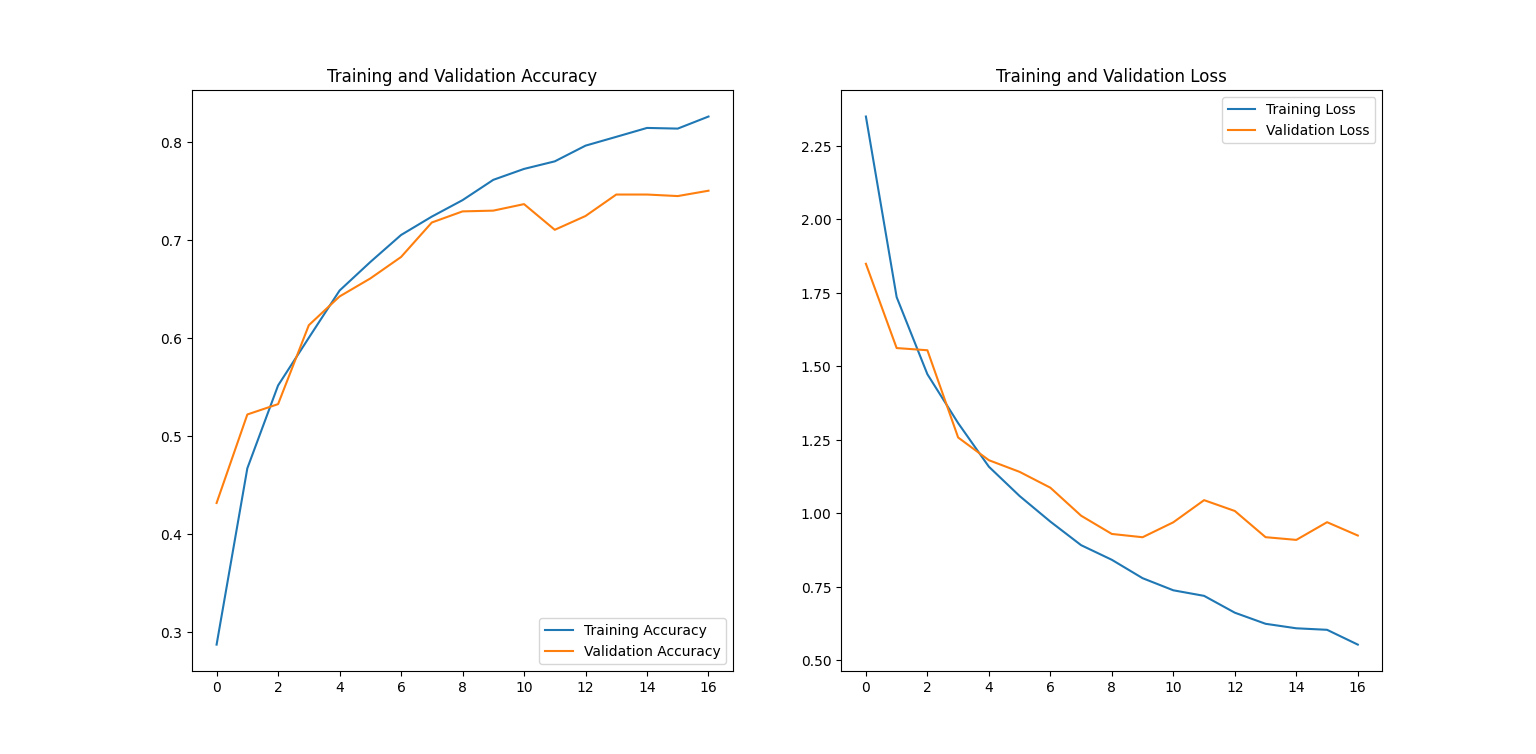 Training and Validation Accuracy
0.8
0.7
0.6
0.5
0.4
0.3
0 2 4 6 8 10 12 14 16
Training Accuracy
Validation Accuracy
Training and Validation Loss
2.25
2.00
1.75
1.50
1.25
1.00
0.75
0.50
0 2 4 6 8 10 12 14 16
Training Loss
Validation Loss